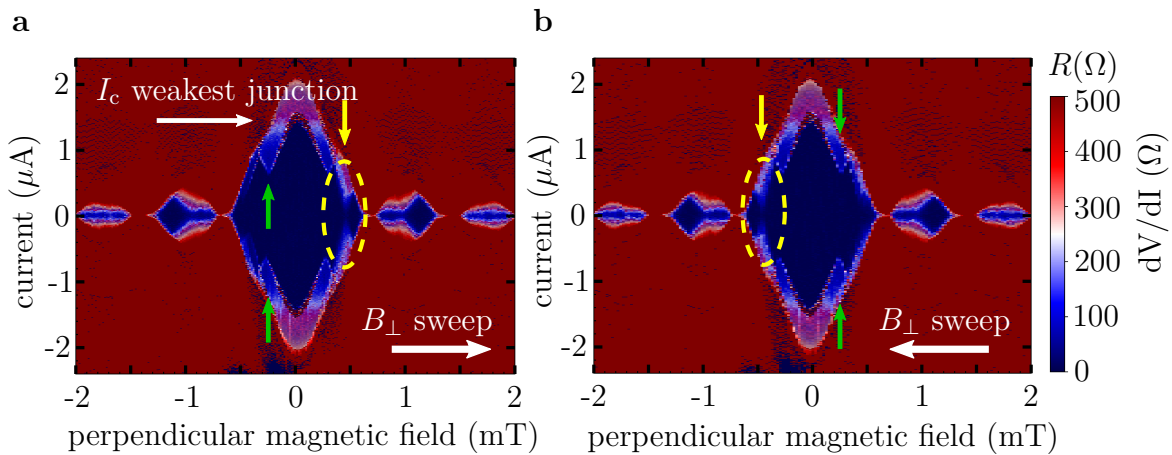 a
b
I_c weakest junction
B_⊥ sweep
current (μA)
2
1
0
-1
-2
-2
-1
0
1
2
perpendicular magnetic field (mT)
B_⊥ sweep
current (μA)
2
1
0
-1
-2
-2
-1
0
1
2
perpendicular magnetic field (mT)
R(Ω)
500
400
300
200
100
0
dV/dI (Ω)